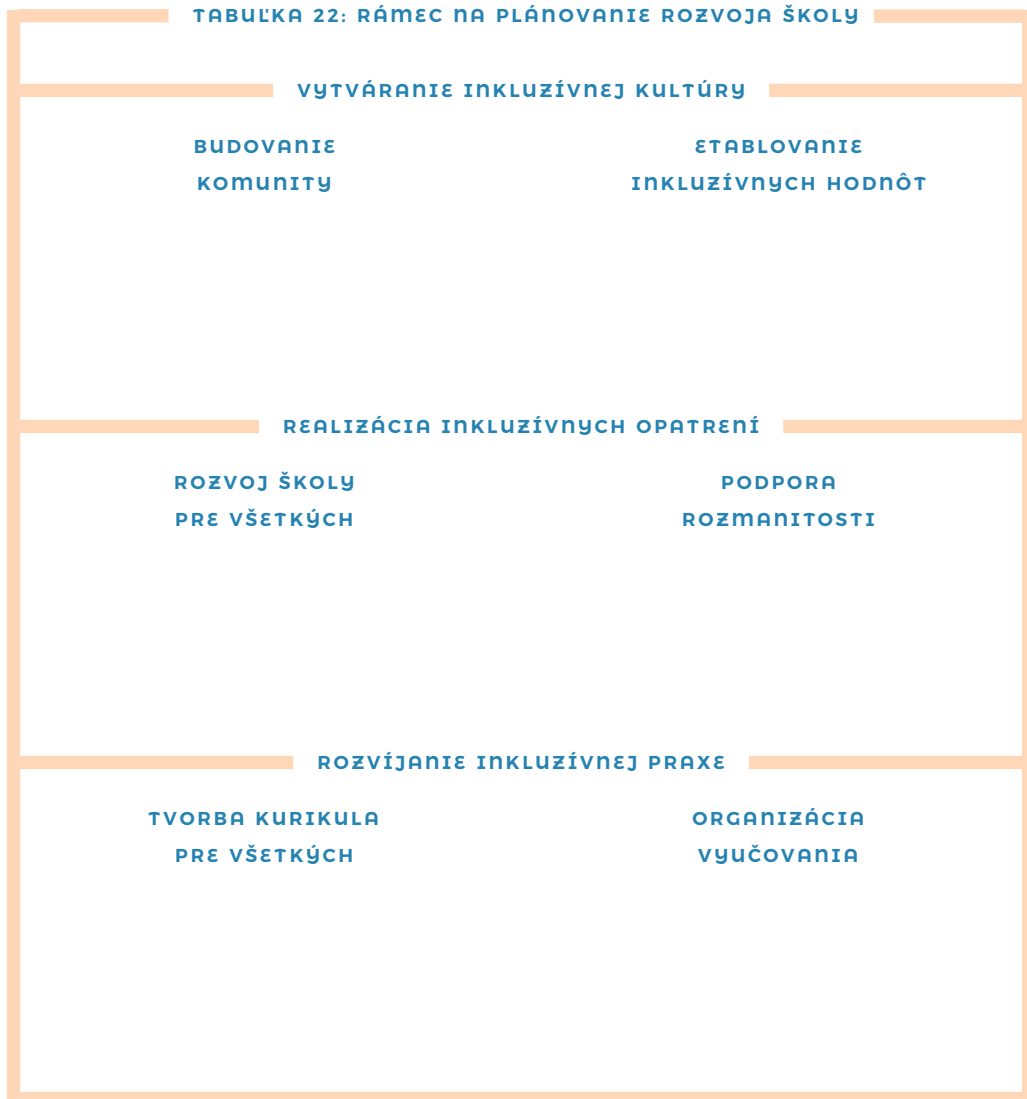 TABUĽKA 22: RÁMEC NA PLÁNOVANIE ROZVOJA ŠKOLY
VYTVÁRANIE INKLUZÍVNEJ KULTÚRY
BUDOVANIE
KOMUNITY
ETABLOVANIE
INKLUZÍVNYCH HODNÔT
REALIZÁCIA INKLUZÍVNYCH OPATRENÍ
ROZVOJ ŠKOLY
PRE VŠETKÝCH
PODPORA
ROZMANITOSTI
ROZVÍJANIE INKLUZÍVNEJ PRAXE
TVORBA KURIKULA
PRE VŠETKÝCH
ORGANIZÁCIA
VYUČOVANIA